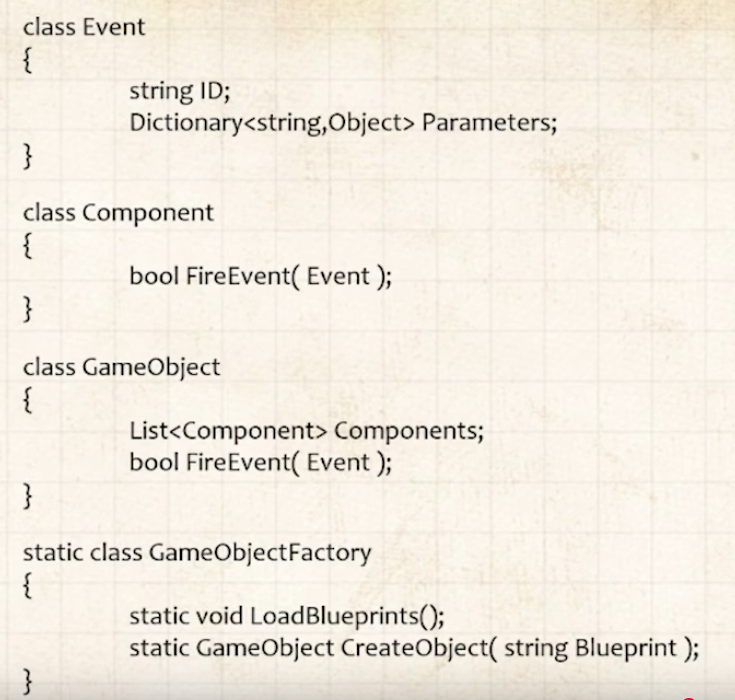 class Event
{
string ID;
Dictionary<string,Object> Parameters;
}
class Component
{
bool FireEvent( Event );
}
class GameObject
{
List<Component> Components;
bool FireEvent( Event );
}
static class GameObjectFactory
{
static void LoadBlueprints();
static GameObject CreateObject( string Blueprint );
}